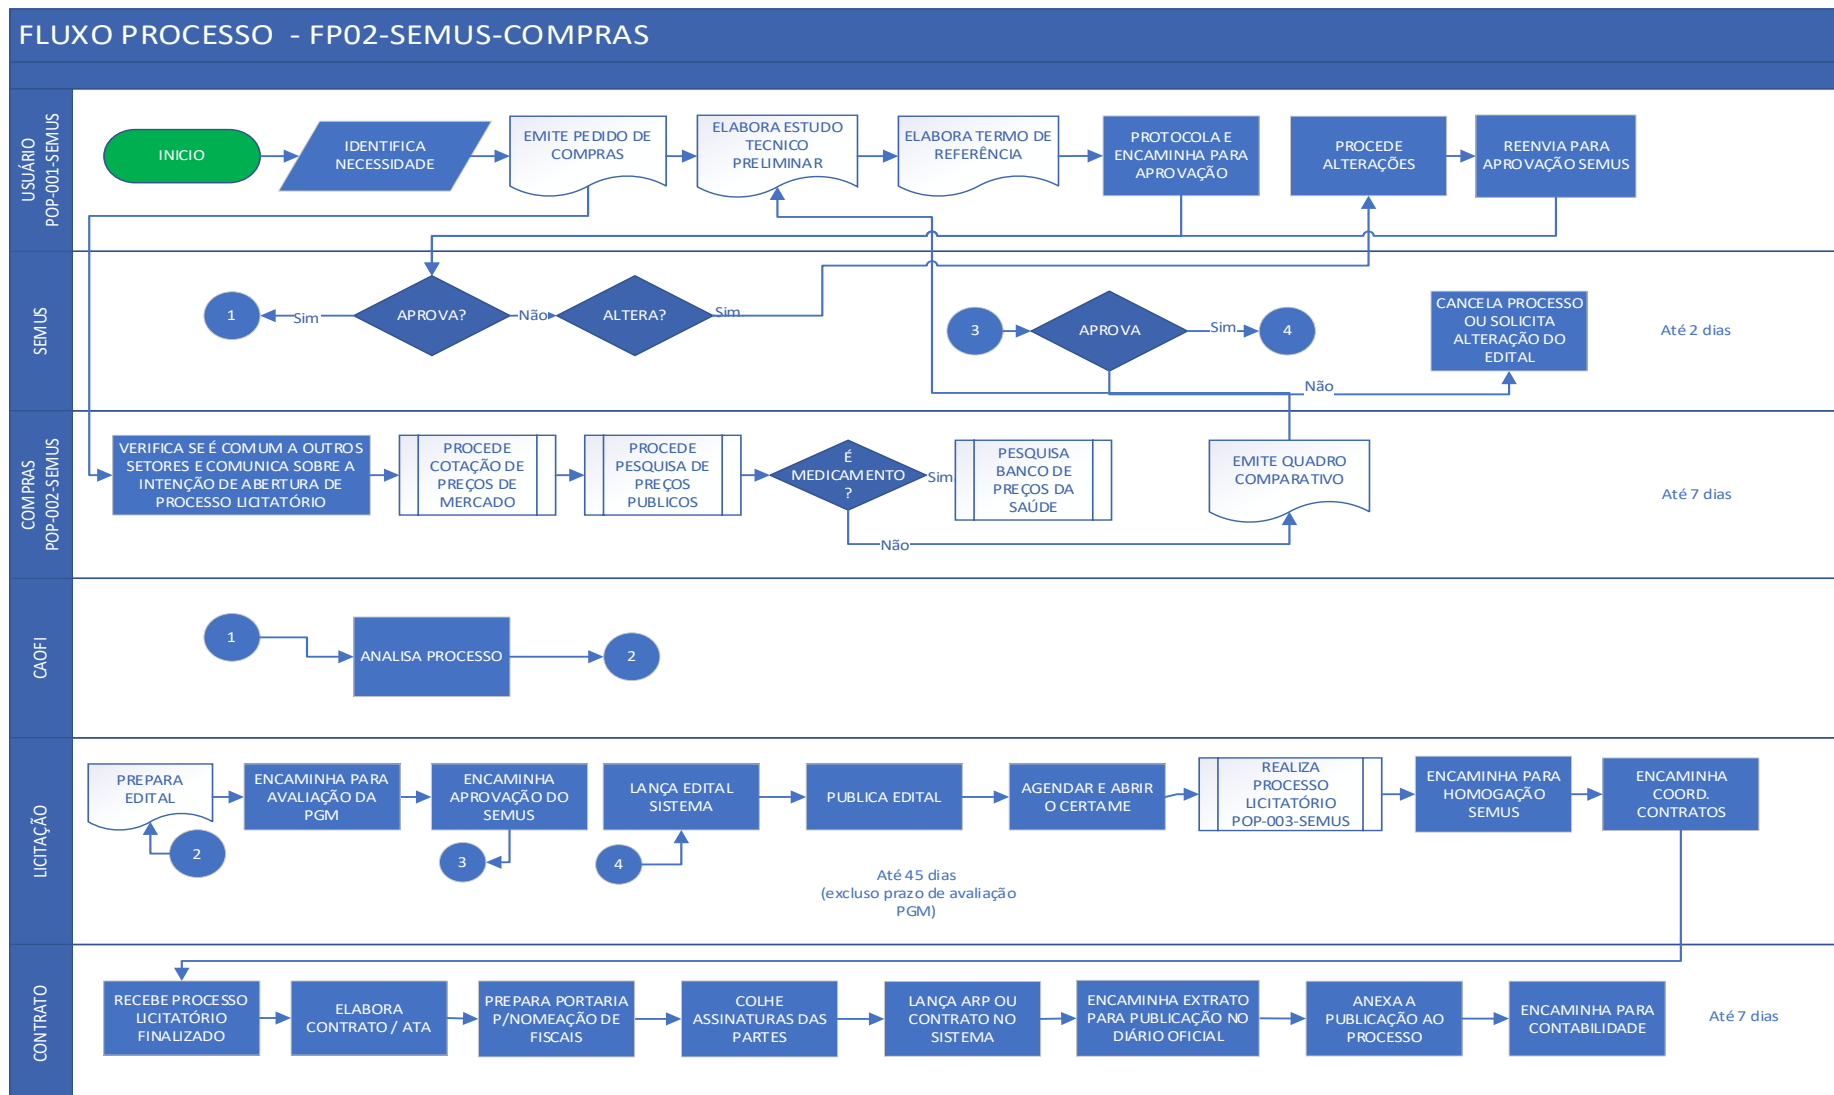 FLUXO PROCESSO - FP02-SEMUS-COMPRAS
USUÁRIO
POP-001-SEMUS
INICIO
IDENTIFICA
NECESSIDADE
EMITE PEDIDO DE
COMPRAS
ELABORA ESTUDO
TECNICO
PRELIMINAR
ELABORA TERMO DE
REFERÊNCIA
PROTOCOLA E
ENCAMINHA PARA
APROVAÇÃO
PROCEDE
ALTERAÇÕES
REENVIA PARA
APROVAÇÃO SEMUS
SEMUS
1
Sim
APROVA?
Não
ALTERA?
Sim
3
APROVA
Sim
4
Não
CANCELA PROCESSO
OU SOLICITA
ALTERAÇÃO DO
EDITAL
Até 2 dias
COMPRAS
POP-002-SEMUS
VERIFICA SE É COMUM A OUTROS
SETORES E COMUNICA SOBRE A
INTENÇÃO DE ABERTURA DE
PROCESSO LICITATÓRIO
PROCEDE
COTAÇÃO DE
PREÇOS DE
MERCADO
PROCEDE
PESQUISA DE
PREÇOS
PUBLICOS
É
MEDICAMENTO
?
Sim
Não
PESQUISA
BANCO DE
PREÇOS DA
SAÚDE
EMITE QUADRO
COMPARATIVO
Até 7 dias
CAOFI
1
ANALISA PROCESSO
2
LICITAÇÃO
PREPARA
EDITAL
2
ENCAMINHA PARA
AVALIAÇÃO DA
PGM
ENCAMINHA
APROVAÇÃO DO
SEMUS
3
LANÇA EDITAL
SISTEMA
4
PUBLICA EDITAL
AGENDAR E ABRIR
O CERTAME
REALIZA
PROCESSO
LICITATÓRIO
POP-003-SEMUS
ENCAMINHA PARA
HOMOGAÇÃO
SEMUS
ENCAMINHA
COORD.
CONTRATOS
Até 45 dias
(excluso prazo de avaliação
PGM)
CONTRATO
RECEBE PROCESSO
LICITATÓRIO
FINALIZADO
ELABORA
CONTRATO / ATA
PREPARA PORTARIA
P/NOMEAÇÃO DE
FISCAIS
COLHE
ASSINATURAS DAS
PARTES
LANÇA ARP OU
CONTRATO NO
SISTEMA
ENCAMINHA EXTRATO
PARA PUBLICAÇÃO NO
DIÁRIO OFICIAL
ANEXA A
PUBLICAÇÃO AO
PROCESSO
ENCAMINHA PARA
CONTABILIDADE
Até 7 dias